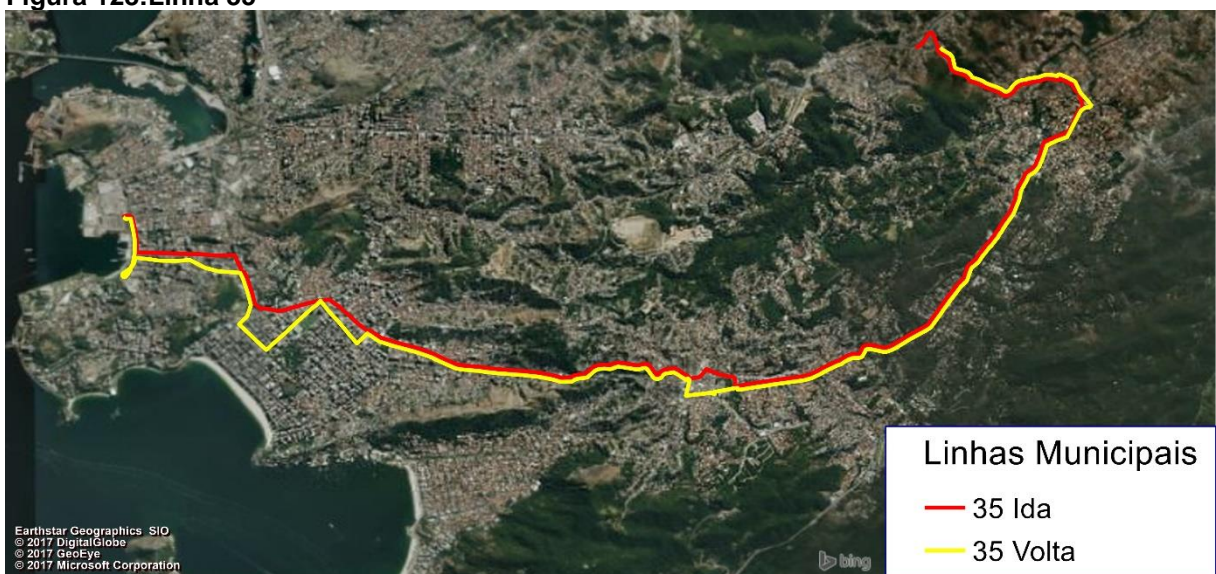 Linhas Municipais
35 Ida
35 Volta
Earthstar Geographics SIO
© 2017 DigitalGlobe
© 2017 GeoEye
© 2017 Microsoft Corporation
bing